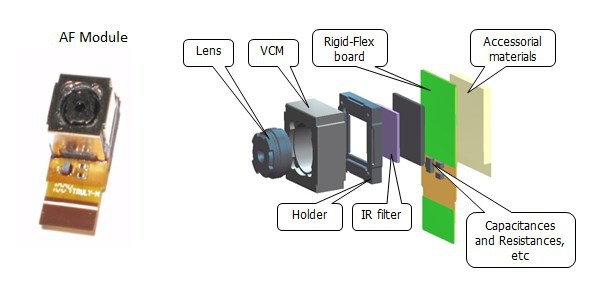 AF Module
Lens
VCM
Rigid-Flex
board
Accessorial
materials
Holder
IR filter
Capacitances
and Resistances,
etc